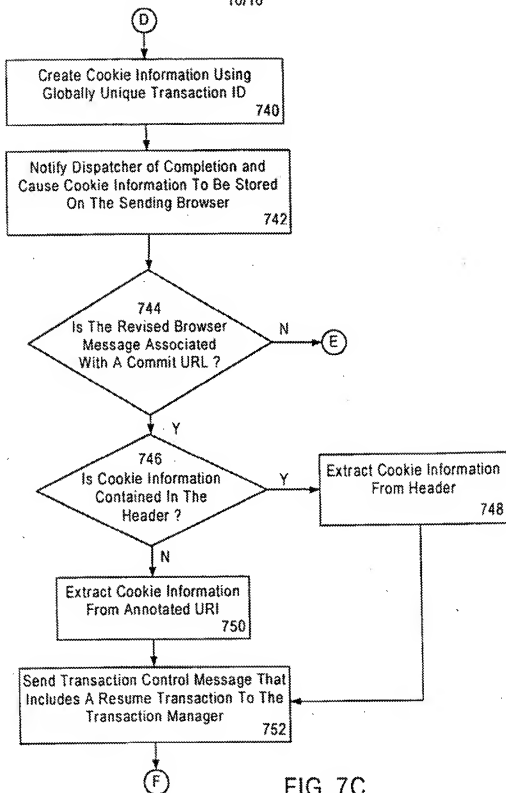 D
Create Cookie Information Using
Globally Unique Transaction ID
740
Notify Dispatcher of Completion and
Cause Cookie Information To Be Stored
On The Sending Browser
742
744
Is The Revised Browser
Message Associated
With A Commit URL ?
N
E
Y
746
Is Cookie Information
Contained In The
Header ?
Y
Extract Cookie Information
From Header
748
N
Extract Cookie Information
From Annotated URI
750
Send Transaction Control Message That
Includes A Resume Transaction To The
Transaction Manager
752
F
FIG. 7C